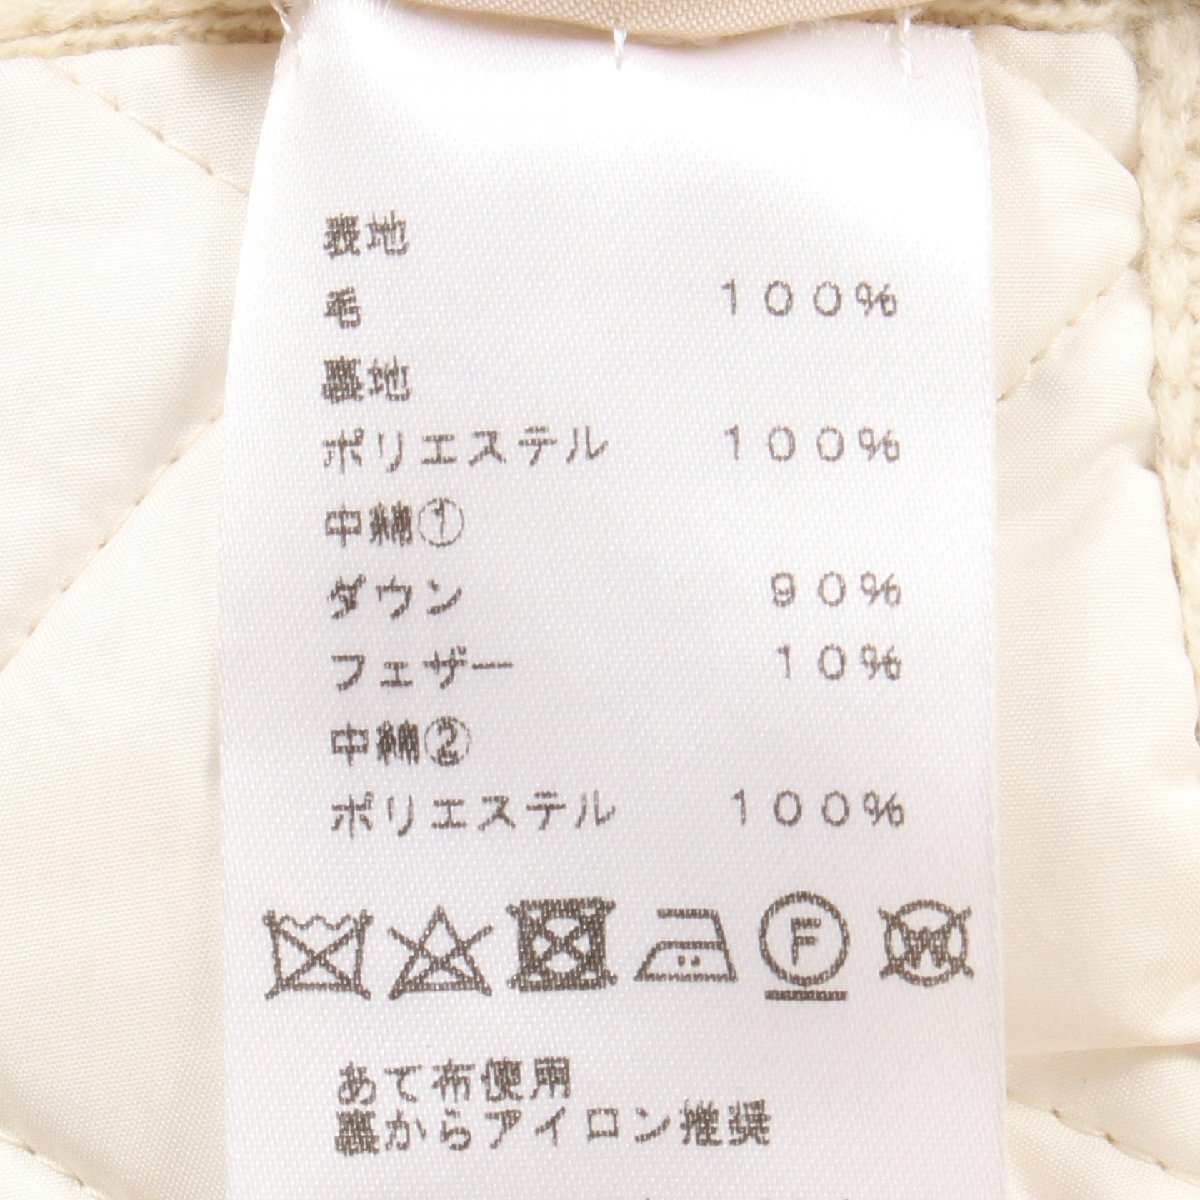 表地
毛 100%
裏地
ポリエステル 100%
中綿①
ダウン 90%
フェザー 10%
中綿②
ポリエステル 100%
F W
あて布使用
裏からアイロン推奨